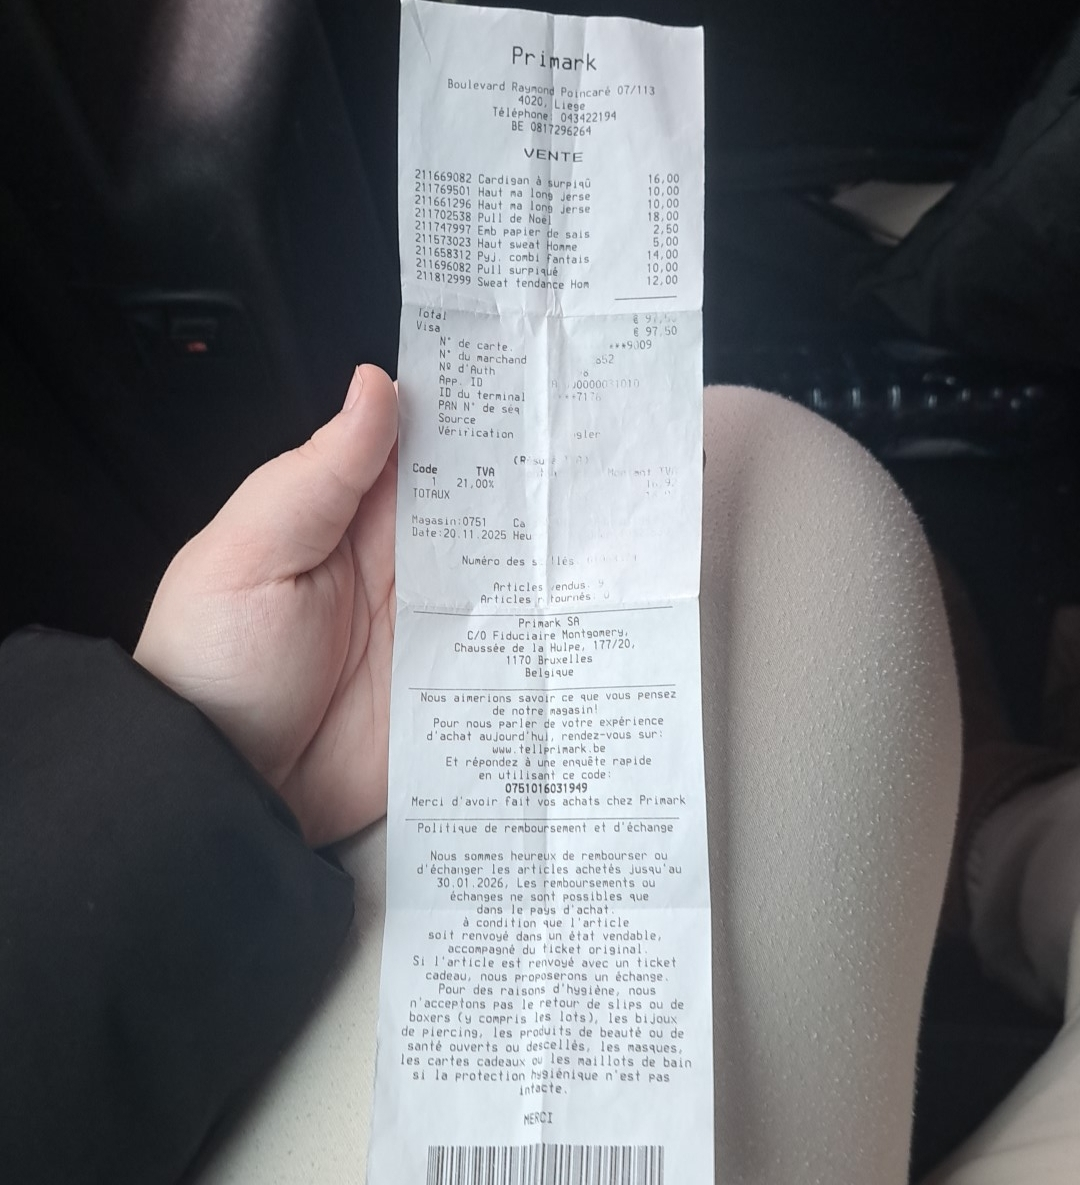 Primark
Boulevard Raymond Poincaré 07/113
4020, Liege
Téléphone: 043422194
BE 0817296264
VENTE
211669082 Cardigan à surpiqû 16,00
211769501 Haut ma long jerse 10,00
211661296 Haut ma long jerse 10,00
211702538 Pull de Noël 18,00
211747997 Emb papier de sais 2,50
211573023 Haut sweat Homme 5,00
211658312 Pyj. combi fantais 14,00
211696082 Pull surpiqué 10,00
211812999 Sweat tendance Hom 12,00
Total €
Visa € 97,50
N° de carte. ***9009
N° du marchand
Nº d'Auth
App. ID
ID du terminal
PAN N° de séq
Source
Vérification
Code TVA
1 21,00%
TOTAUX
Magasin:0751
Date:20.11.2025
Numéro des
Articles
Articles
Primark SA
C/O Fiduciaire Montgomery,
Chaussée de la Hulpe, 177/20,
1170 Bruxelles
Belgique
Nous aimerions savoir ce que vous pensez
de notre magasin!
Pour nous parler de votre expérience
d'achat aujourd'hui, rendez-vous sur:
www.tellprimark.be
Et répondez à une enquête rapide
en utilisant ce code:
0751016031949
Merci d'avoir fait vos achats chez Primark
Politique de remboursement et d'échange
Nous sommes heureux de rembourser ou
d'échanger les articles achetés jusqu'au
30.01.2026, Les remboursements ou
échanges ne sont possibles que
dans le pays d'achat.
à condition que l'article
soit renvoyé dans un état vendable,
accompagné du ticket original.
Si l'article est renvoyé avec un ticket
cadeau, nous proposerons un échange.
Pour des raisons d'hygiène, nous
n'acceptons pas le retour de slips ou de
boxers (y compris les lots), les bijoux
de piercing, les produits de beauté ou de
santé ouverts ou descellés, les masques,
les cartes cadeaux ou les maillots de bain
si la protection hygiénique n'est pas
intacte.
MERCI